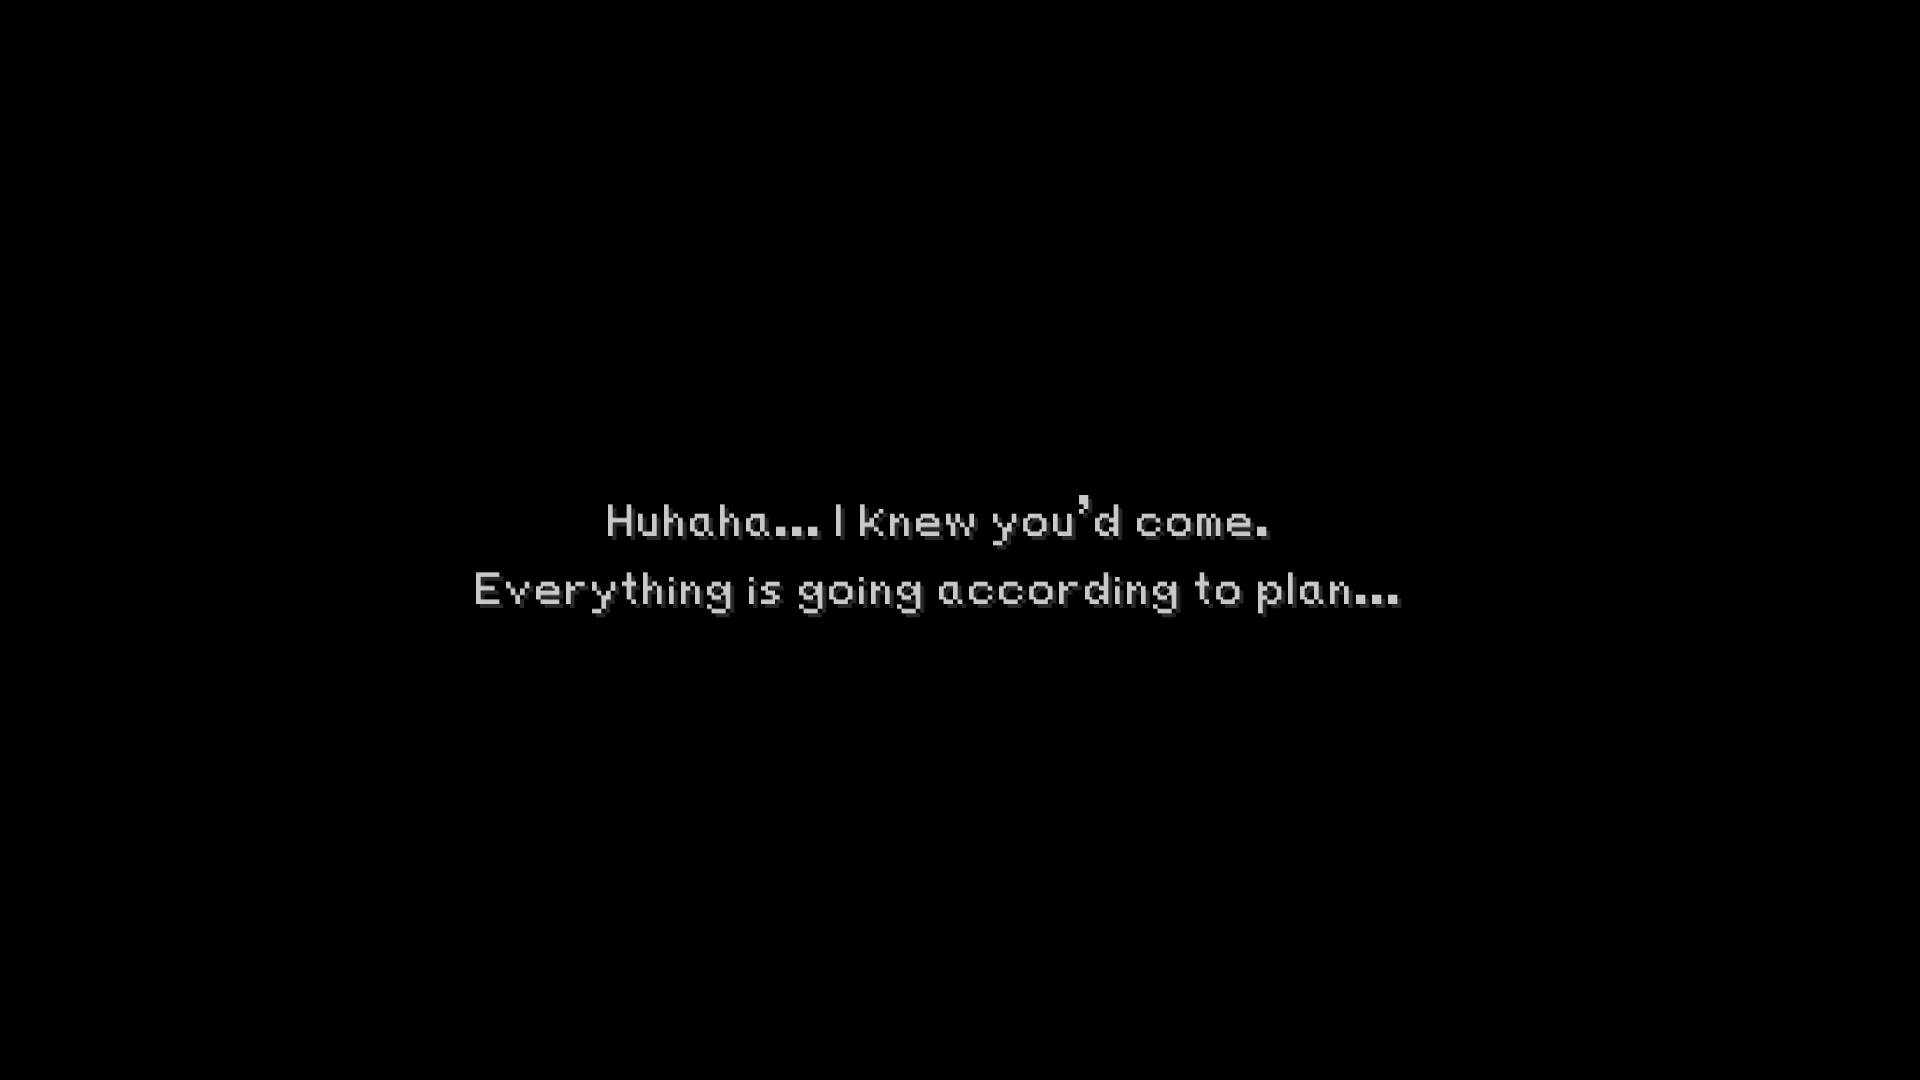 Huhaha... I knew you’d come.
Everything is going according to plan...